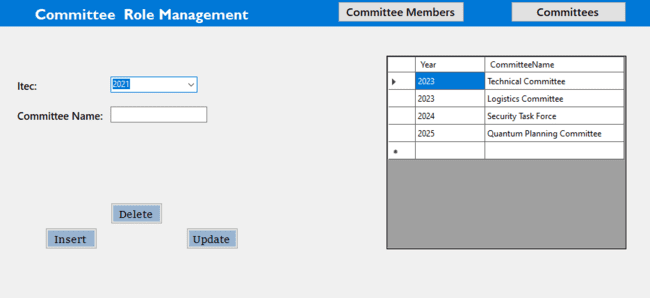 Committee Role Management
Committee Members
Committees
Itec:
2021
Committee Name:
Year CommitteeName
2023 Technical Committee
2023 Logistics Committee
2024 Security Task Force
2025 Quantum Planning Committee
Delete
Insert
Update